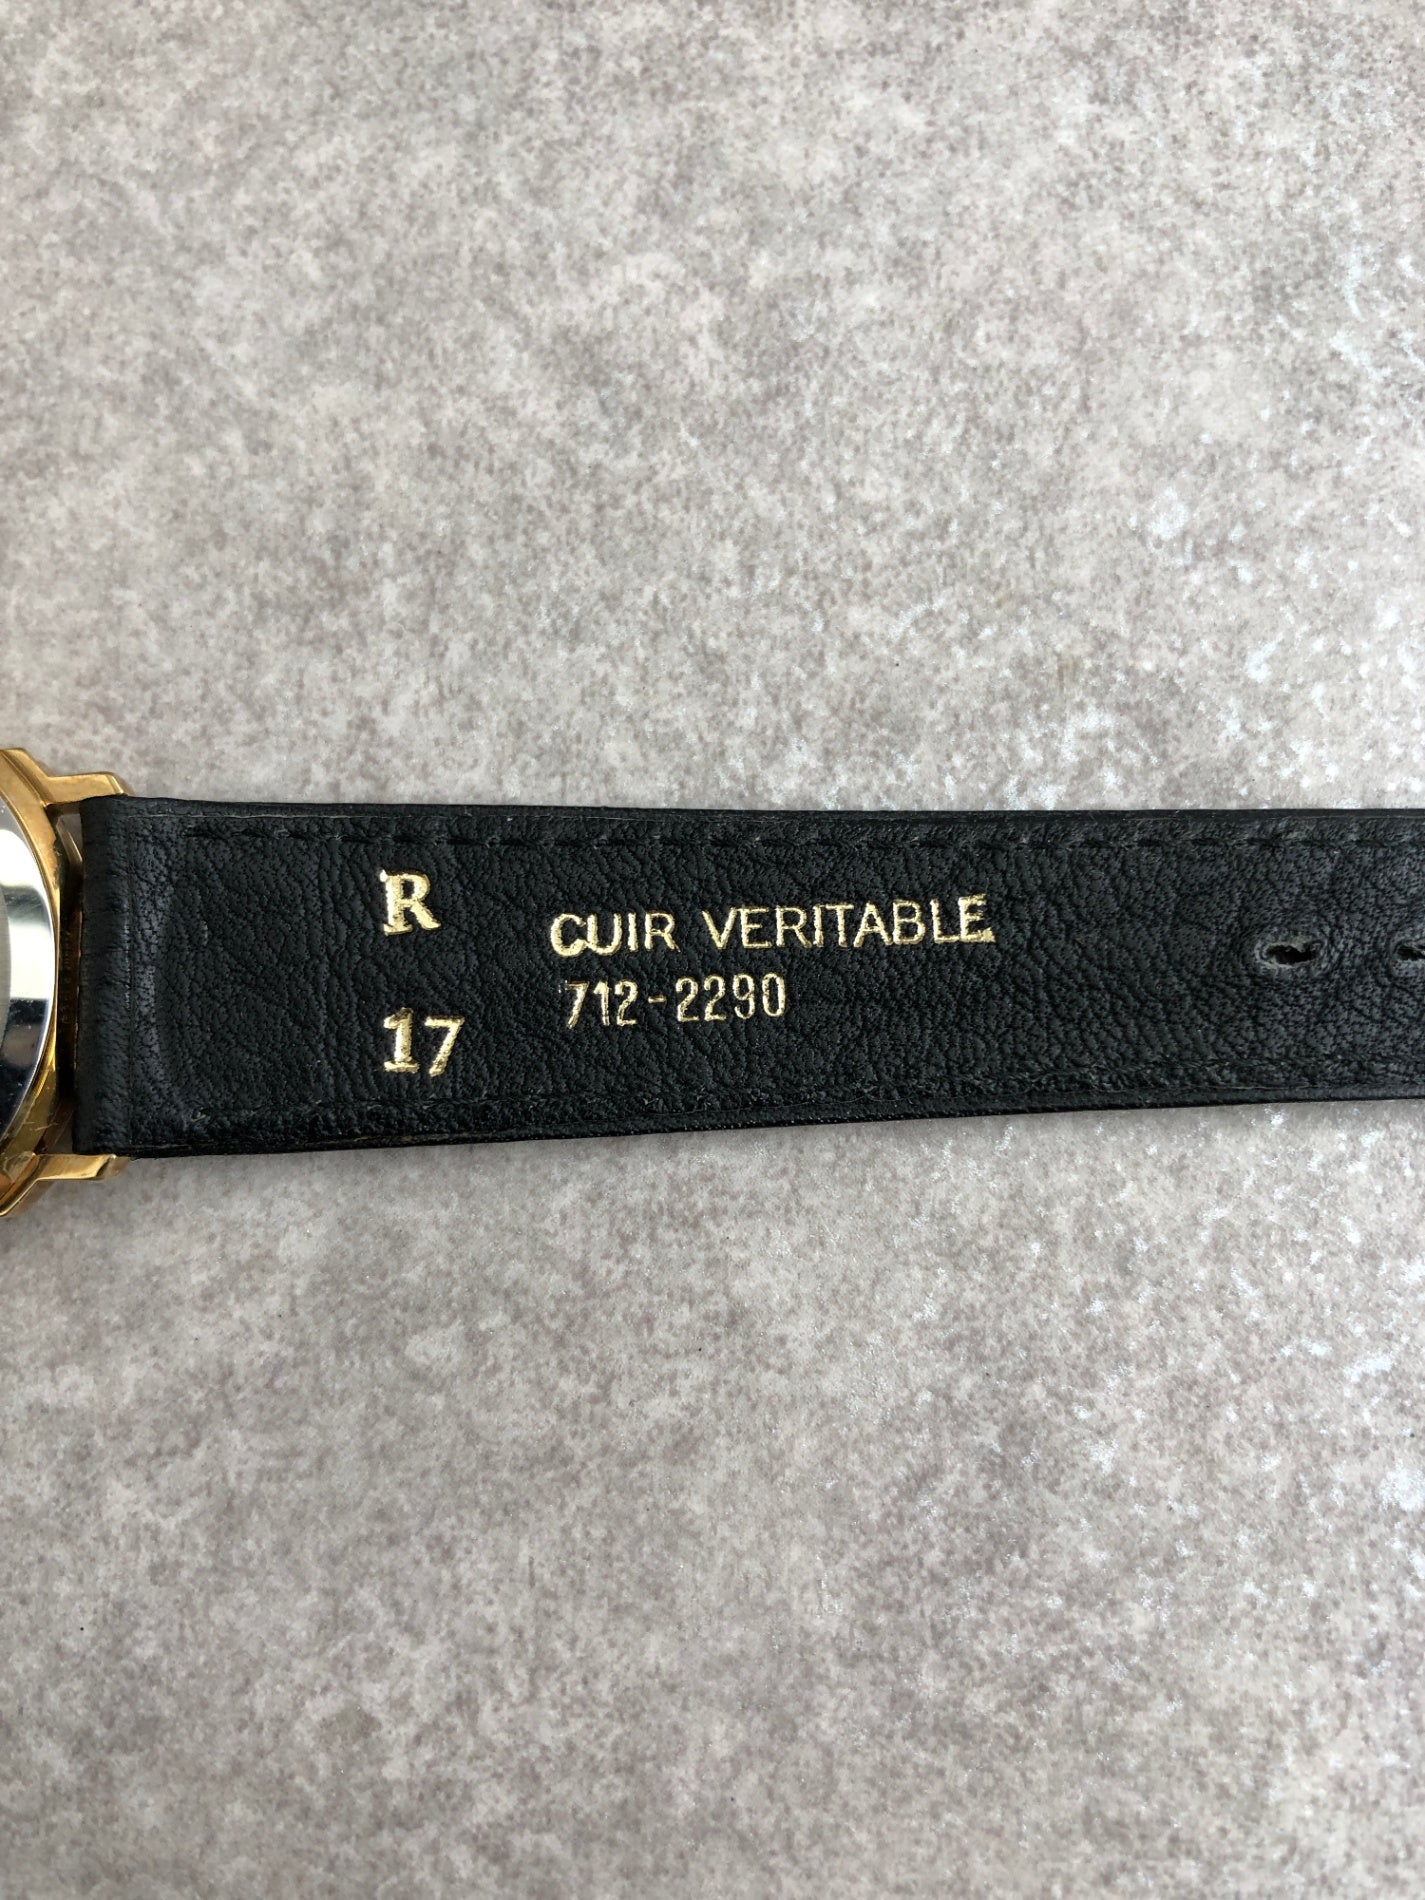 R
CUIR VERITABLE
712-2290
17